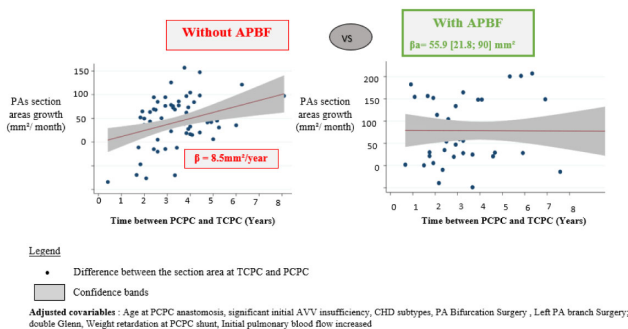 Without APBF
VS
With APBF
βa= 55.9 [21.8; 90] mm²
PAs section
areas growth
(mm²/ month)
150
100
50
0
β = 8.5mm²/year
0 1 2 3 4 5 6 7 8
Time between PCPC and TCPC (Years)
PAs section
areas growth
(mm²/ month)
200
150
100
50
0
0 1 2 3 4 5 6 7 8
Time between PCPC and TCPC (Years)
Legend
Difference between the section area at TCPC and PCPC
Confidence bands
Adjusted covariables : Age at PCPC anastomosis, significant initial AVV insufficiency, CHD subtypes, PA Bifurcation Surgery , Left PA branch Surgery;
double Glenn, Weight retardation at PCPC shunt, Initial pulmonary blood flow increased